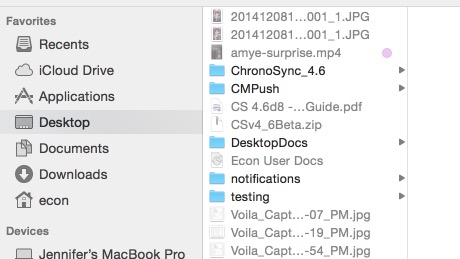 Favorites
Recents
iCloud Drive
Applications
Desktop
Documents
Downloads
econ
Devices
Jennifer's MacBook Pro
201412081...001_1.JPG
201412081...001_1.JPG
amye-surprise.mp4
ChronoSync_4.6
CMPush
CS 4.6d8 -...Guide.pdf
CSv4_6Beta.zip
DesktopDocs
Econ User Docs
notifications
testing
Voila_Capt...-07_PM.jpg
Voila_Capt...-19_PM.jpg
Voila_Capt...-54_PM.jpg